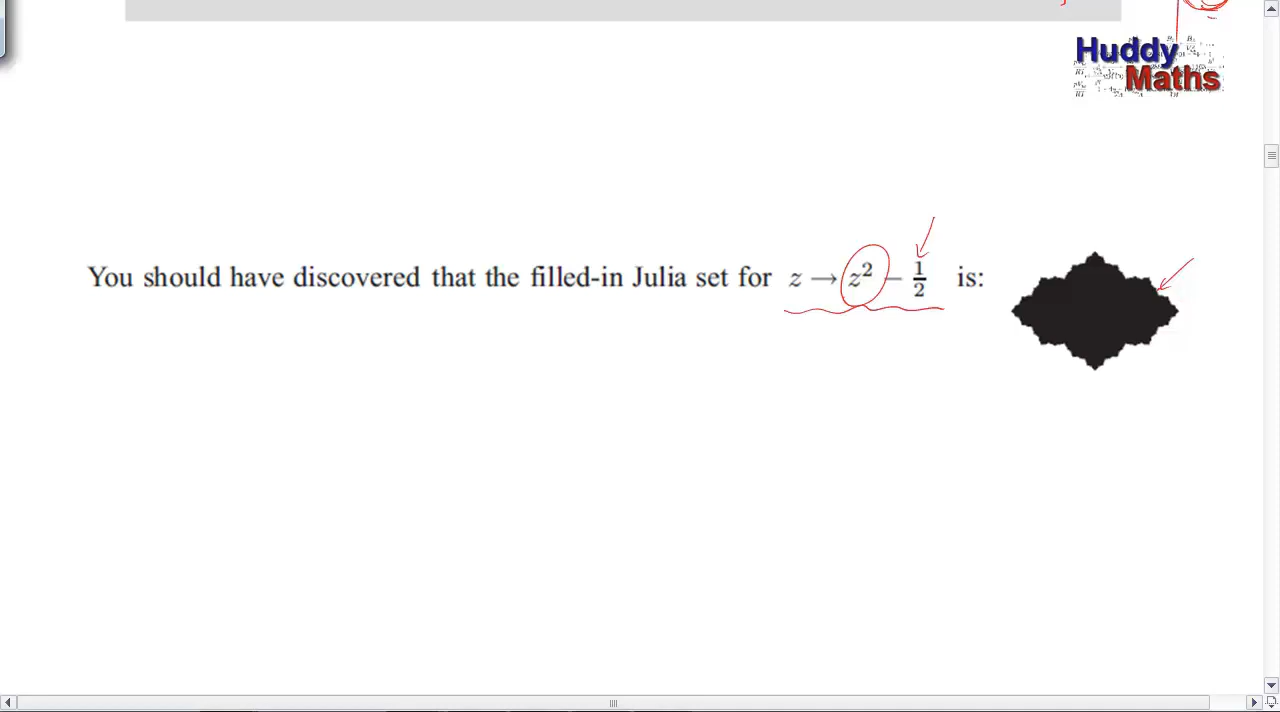 Huddy
Maths
You should have discovered that the filled-in Julia set for z → z² − 1/2 is: